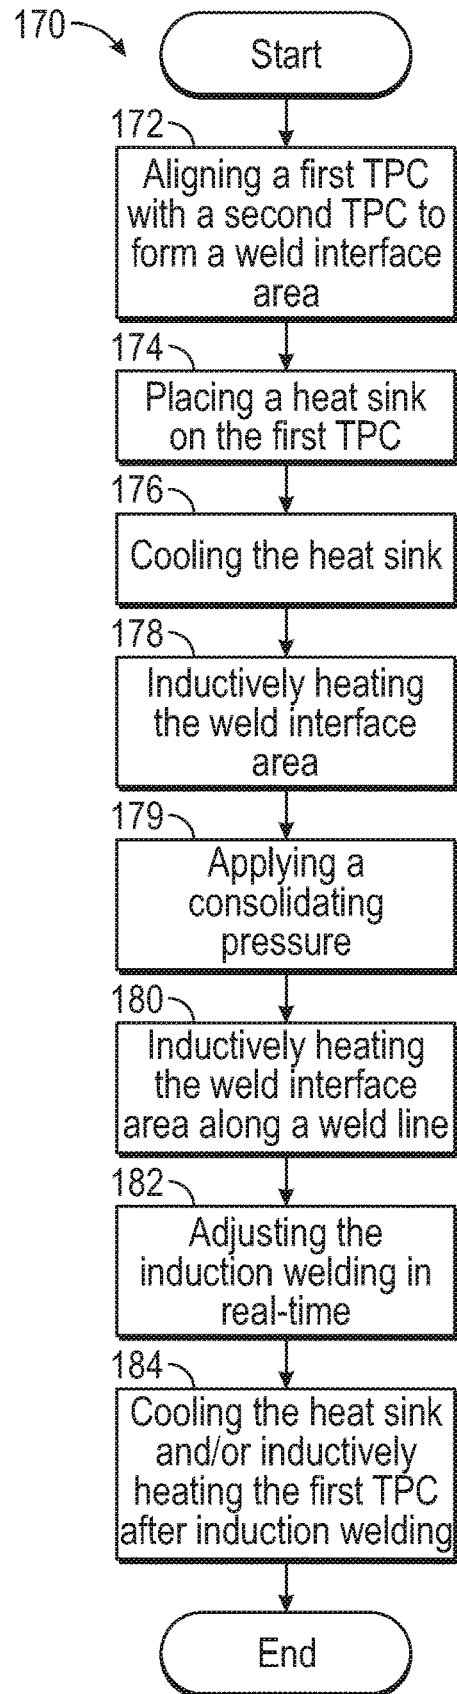 170
Start
172
Aligning a first TPC
with a second TPC to
form a weld interface
area
174
Placing a heat sink
on the first TPC
176
Cooling the heat sink
178
Inductively heating
the weld interface
area
179
Applying a
consolidating
pressure
180
Inductively heating
the weld interface
area along a weld line
182
Adjusting the
induction welding in
real-time
184
Cooling the heat sink
and/or inductively
heating the first TPC
after induction welding
End